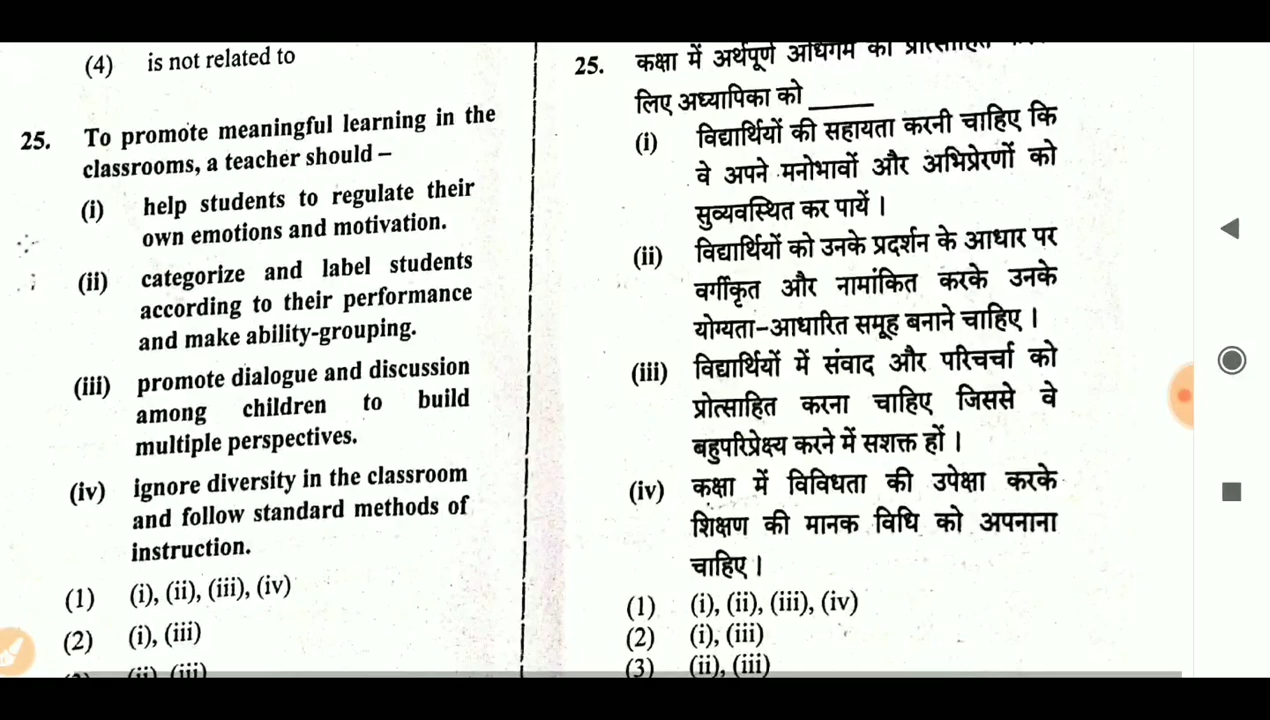 (4) is not related to
25. To promote meaningful learning in the
classrooms, a teacher should –
(i) help students to regulate their
own emotions and motivation.
(ii) categorize and label students
according to their performance
and make ability-grouping.
(iii) promote dialogue and discussion
among children to build
multiple perspectives.
(iv) ignore diversity in the classroom
and follow standard methods of
instruction.
(1) (i), (ii), (iii), (iv)
(2) (i), (iii)
(ii), (iii)
25. कक्षा में अर्थपूर्ण अधिगम को प्रोत्साहित
लिए अध्यापिका को _____
(i) विद्यार्थियों की सहायता करनी चाहिए कि
वे अपने मनोभावों और अभिप्रेरणों को
सुव्यवस्थित कर पायें ।
(ii) विद्यार्थियों को उनके प्रदर्शन के आधार पर
वर्गीकृत और नामांकित करके उनके
योग्यता-आधारित समूह बनाने चाहिए ।
(iii) विद्यार्थियों में संवाद और परिचर्चा को
प्रोत्साहित करना चाहिए जिससे वे
बहुपरिप्रेक्ष्य करने में सशक्त हों ।
(iv) कक्षा में विविधता की उपेक्षा करके
शिक्षण की मानक विधि को अपनाना
चाहिए ।
(1) (i), (ii), (iii), (iv)
(2) (i), (iii)
(3) (ii), (iii)